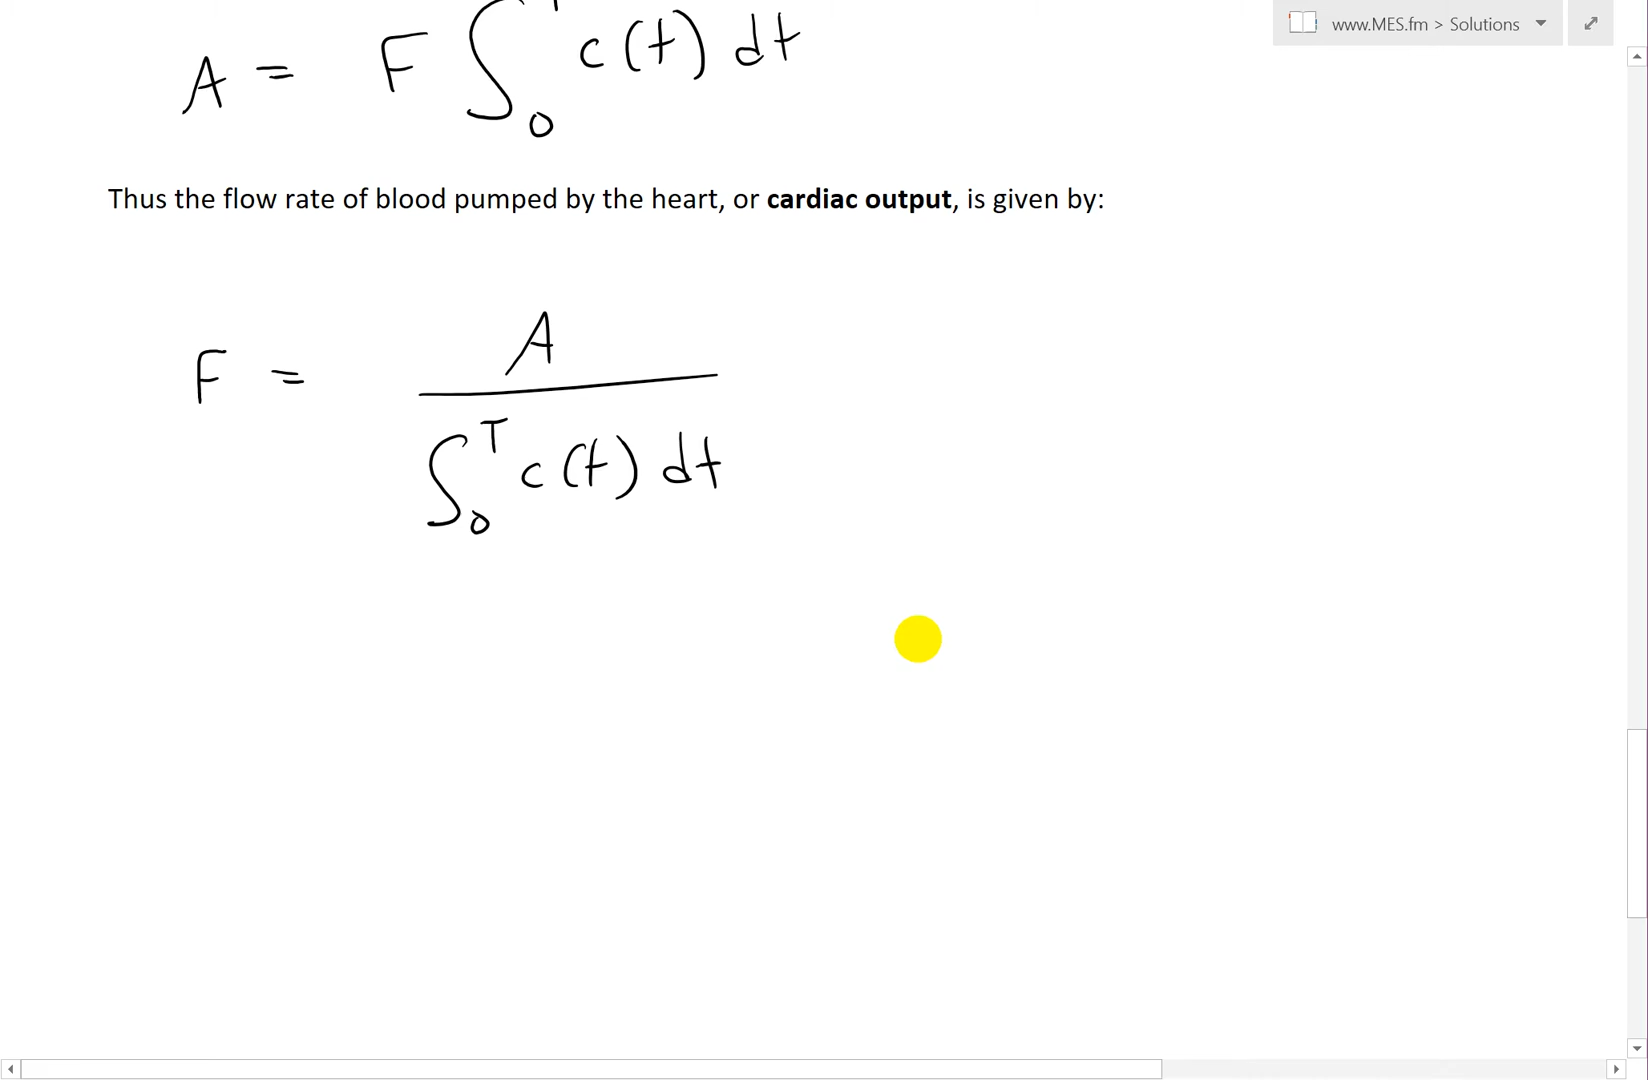 www.MES.fm > Solutions
A = F ∫₀ᵀ c(t) dt
Thus the flow rate of blood pumped by the heart, or cardiac output, is given by:
F = A / ∫₀ᵀ c(t) dt